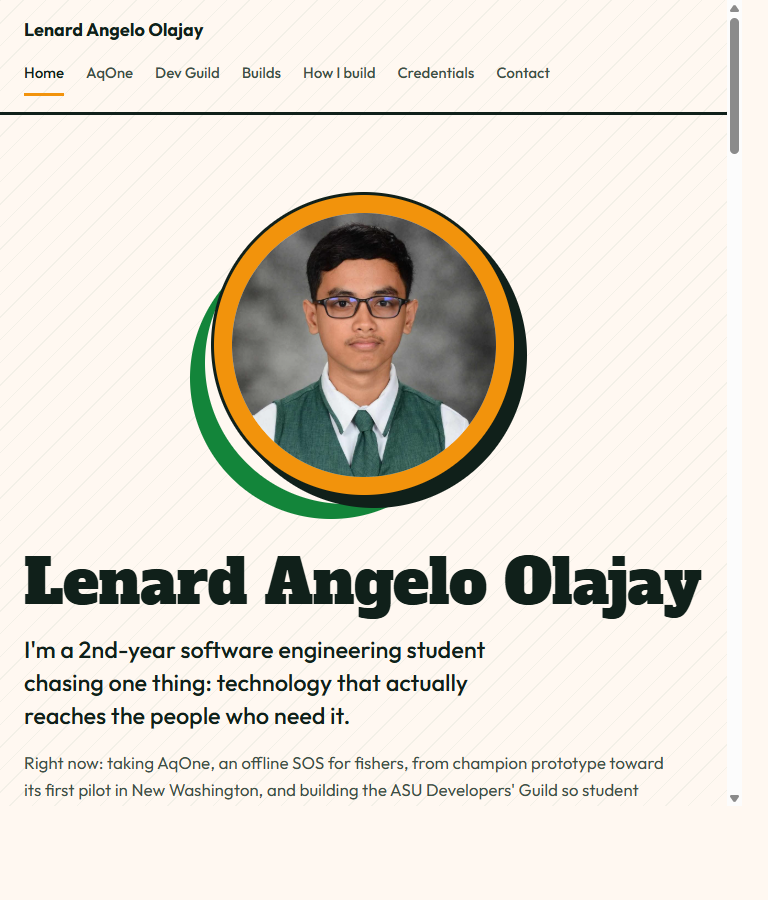 Lenard Angelo Olajay
Home AqOne Dev Guild Builds How I build Credentials Contact
Lenard Angelo Olajay
I'm a 2nd-year software engineering student
chasing one thing: technology that actually
reaches the people who need it.
Right now: taking AqOne, an offline SOS for fishers, from champion prototype toward
its first pilot in New Washington, and building the ASU Developers' Guild so student